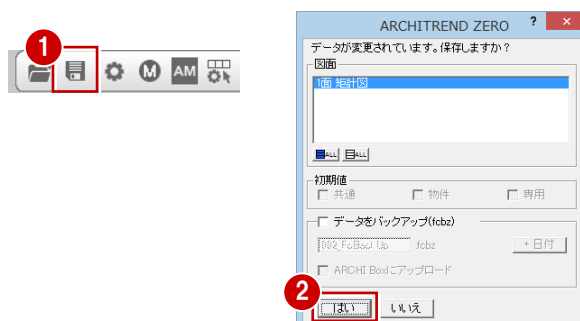 1
M
AM
ARCHITREND ZERO
?
×
データが変更されています。保存しますか？
図面
1面 矩計図
ALL
ALL
初期値
共通
物件
専用
データをバックアップ(fcbz)
fcbz
+日付
ARCHI Boxにアップロード
2
はい
いいえ